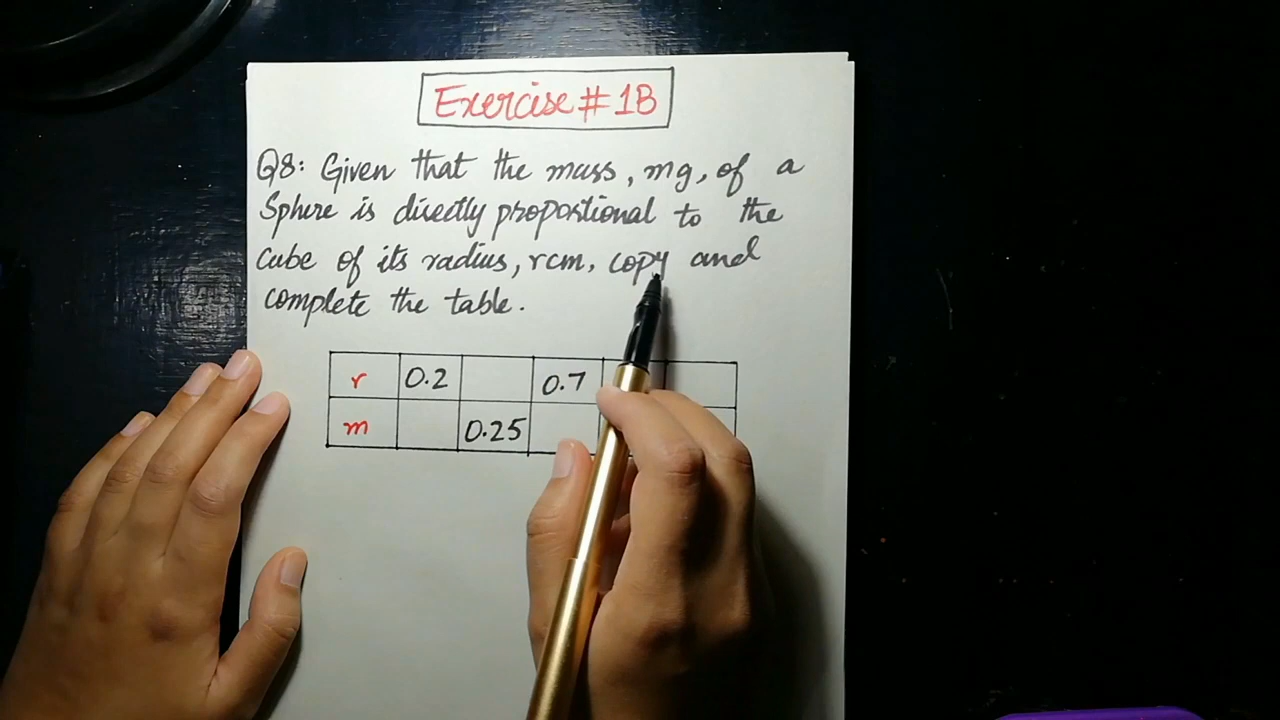 Exercise # 1B
Q8: Given that the mass, mg, of a
Sphere is directly proportional to the
cube of its radius, rcm, copy and
complete the table.
r 0.2 0.7
m 0.25